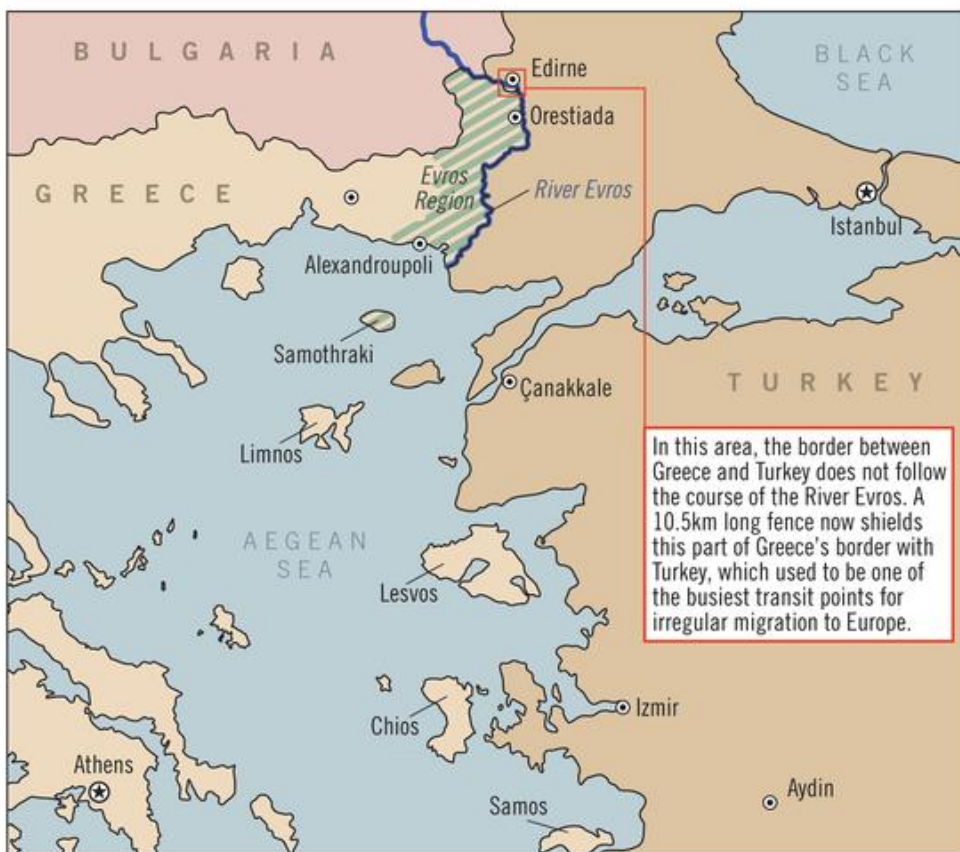 BULGARIA
BLACK
SEA
Edirne
Orestiada
Evros
Region
River Evros
GREECE
Istanbul
Alexandroupoli
Samothraki
Çanakkale
TURKEY
Limnos
In this area, the border between
Greece and Turkey does not follow
the course of the River Evros. A
10.5km long fence now shields
this part of Greece's border with
Turkey, which used to be one of
the busiest transit points for
irregular migration to Europe.
AEGEAN
SEA
Lesvos
Chios
Izmir
Athens
Aydin
Samos